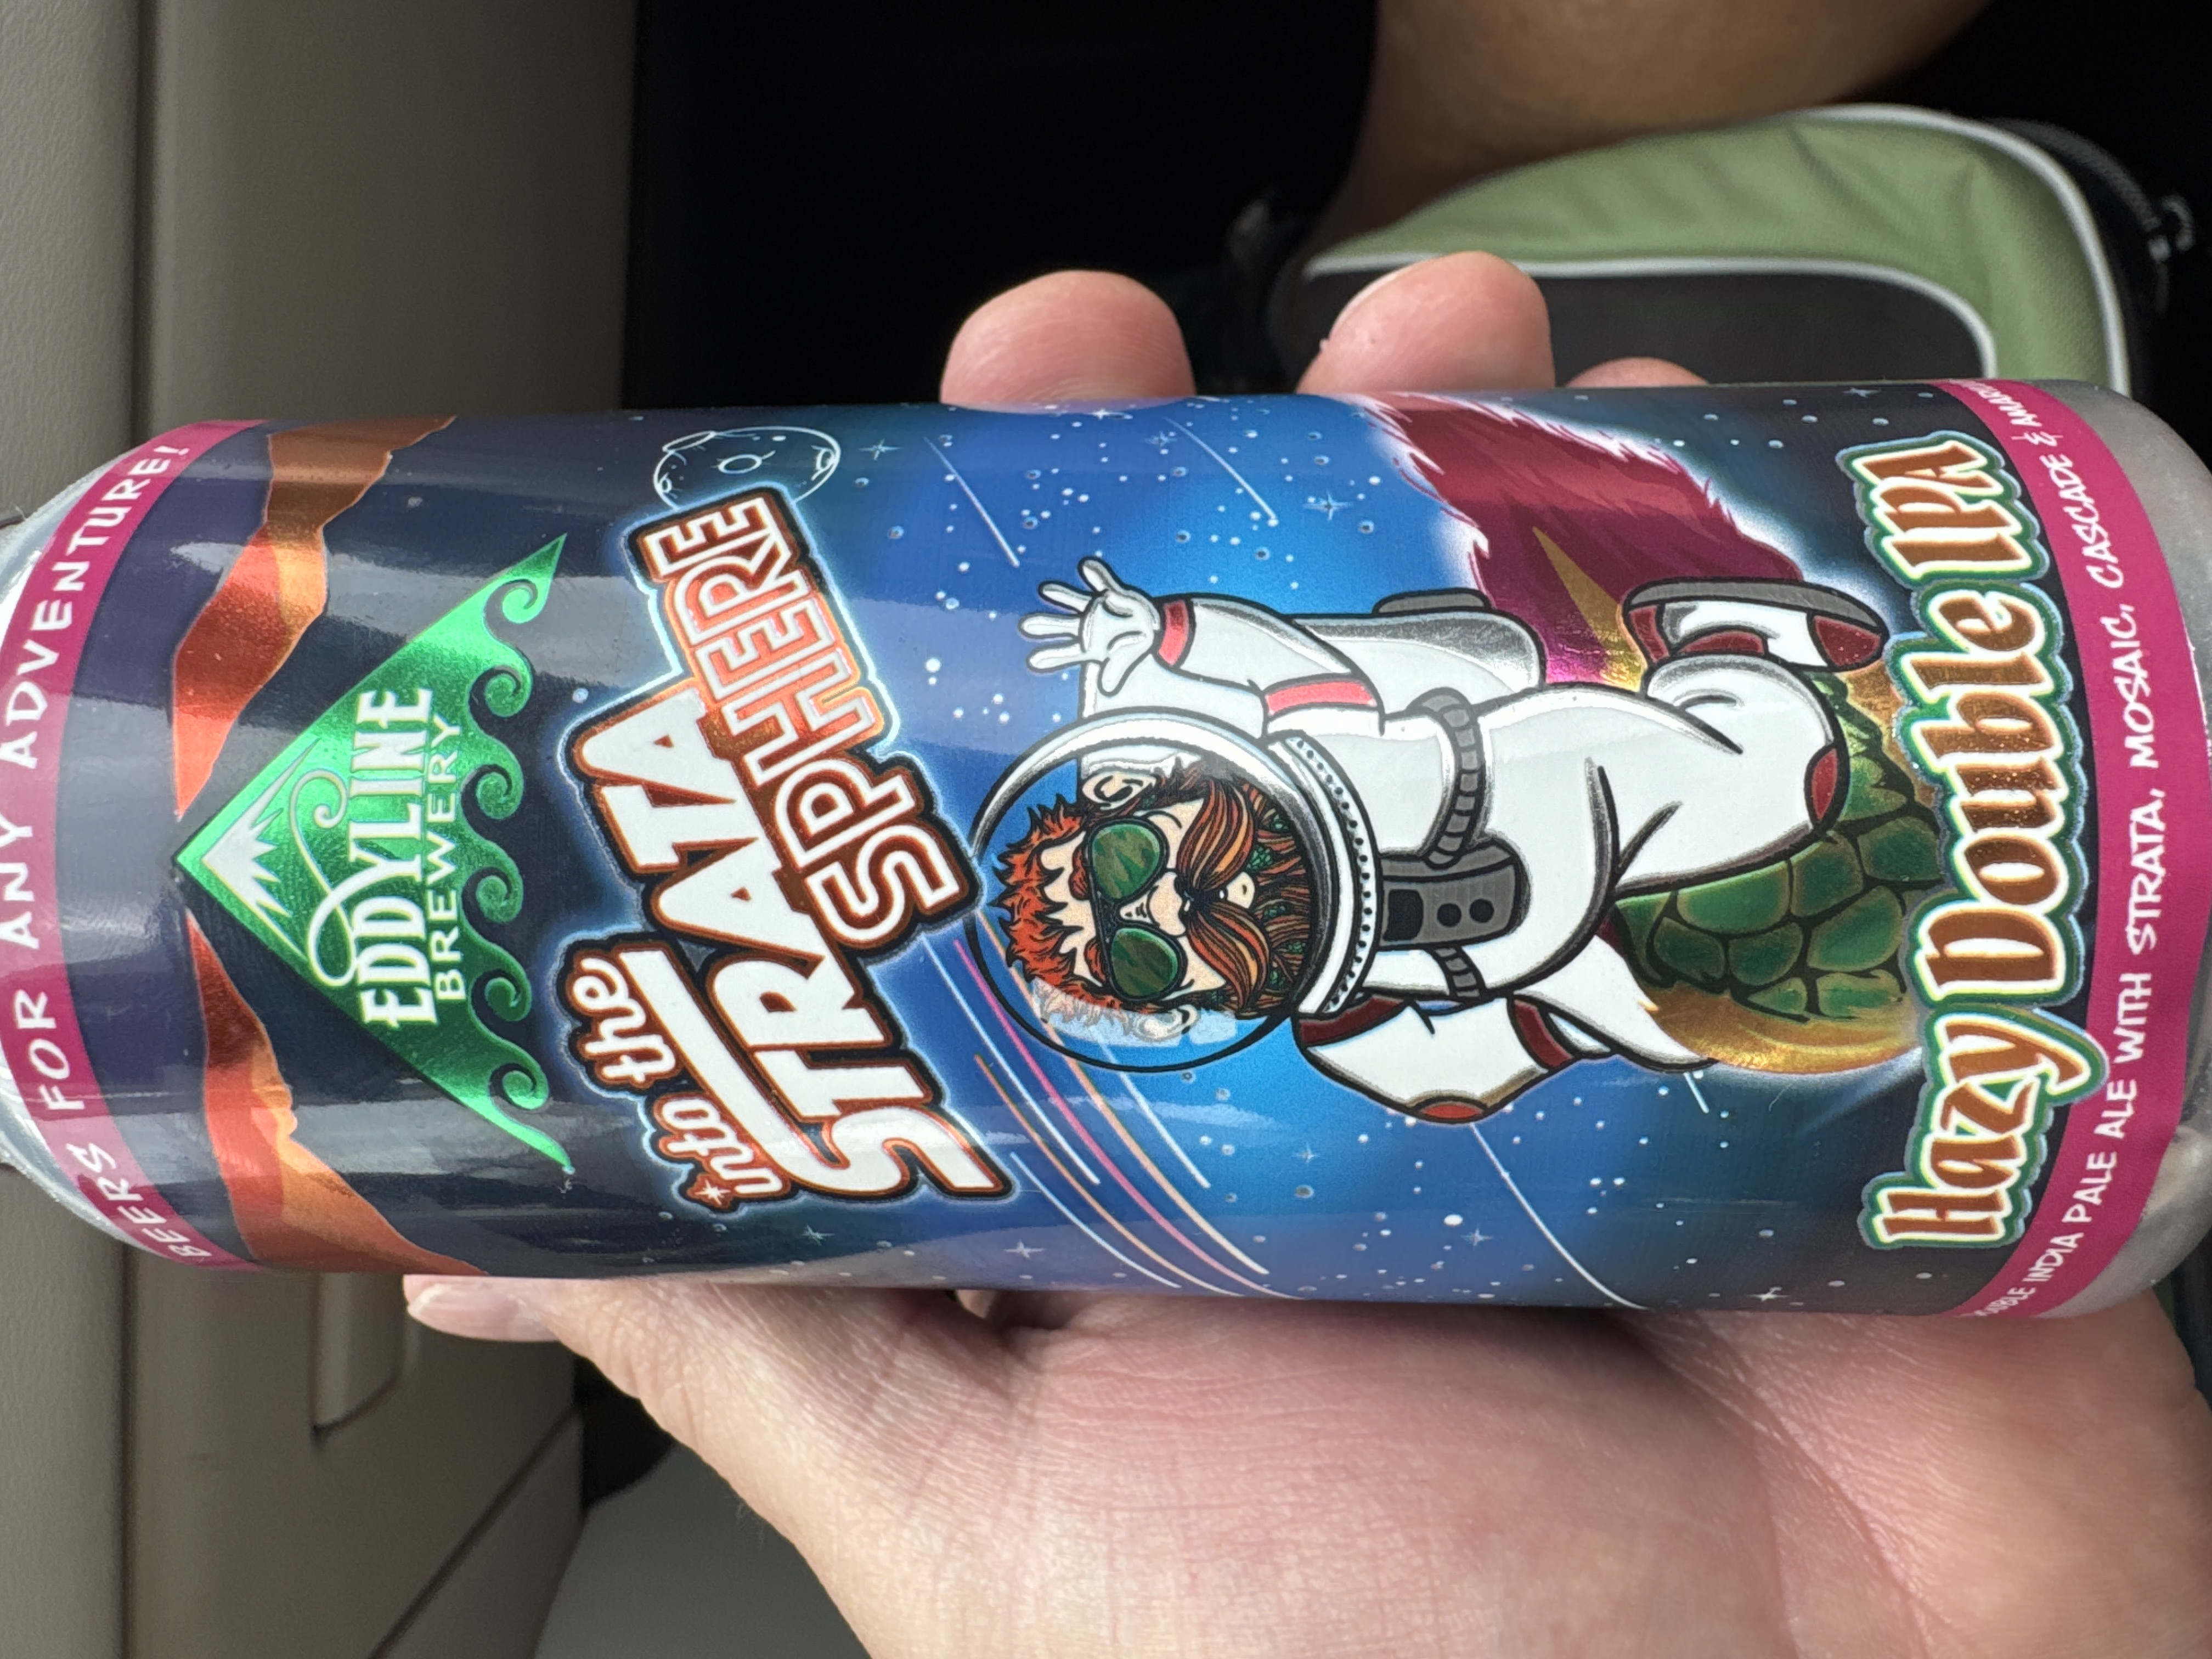 BEERS FOR ANY ADVENTURE!
EDDYLINE
BREWERY
into the
STRATA
SPHERE
Hazy Double IPA
INDIA PALE ALE WITH STRATA, MOSAIC, CASCADE &